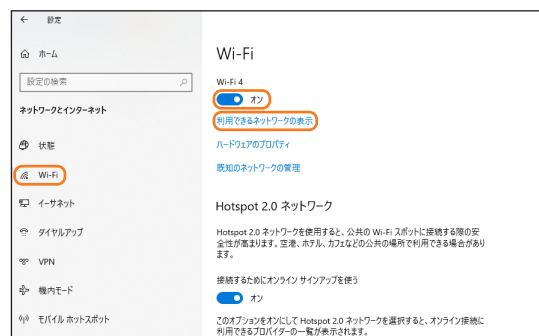 設定
ホーム
設定の検索
ネットワークとインターネット
状態
Wi-Fi
イーサネット
ダイヤルアップ
VPN
機内モード
モバイル ホットスポット
Wi-Fi
Wi-Fi 4
オン
利用できるネットワークの表示
ハードウェアのプロパティ
既知のネットワークの管理
Hotspot 2.0 ネットワーク
Hotspot 2.0 ネットワークを使用すると、公共の Wi-Fi スポットに接続する際の安
全性が高まります。空港、ホテル、カフェなどの公共の場所で利用できる場合があり
ます。
接続するためにオンライン サインアップを使う
オン
このオプションをオンにして Hotspot 2.0 ネットワークを選択すると、オンライン接続に
利用できるプロバイダーの一覧が表示されます。